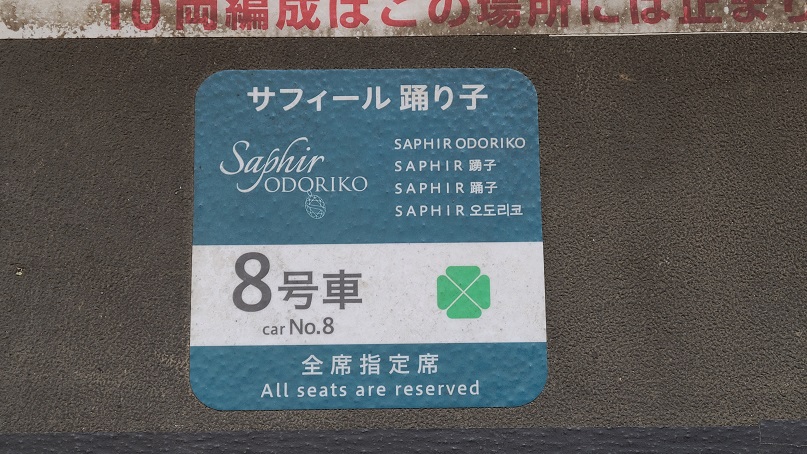 10両編成はこの場所には止まり
サフィール 踊り子
Saphir
ODORIKO
SAPHIR ODORIKO
SAPHIR 踴子
SAPHIR 踊子
SAPHIR 오도리코
8号車
car No.8
全席指定席
All seats are reserved